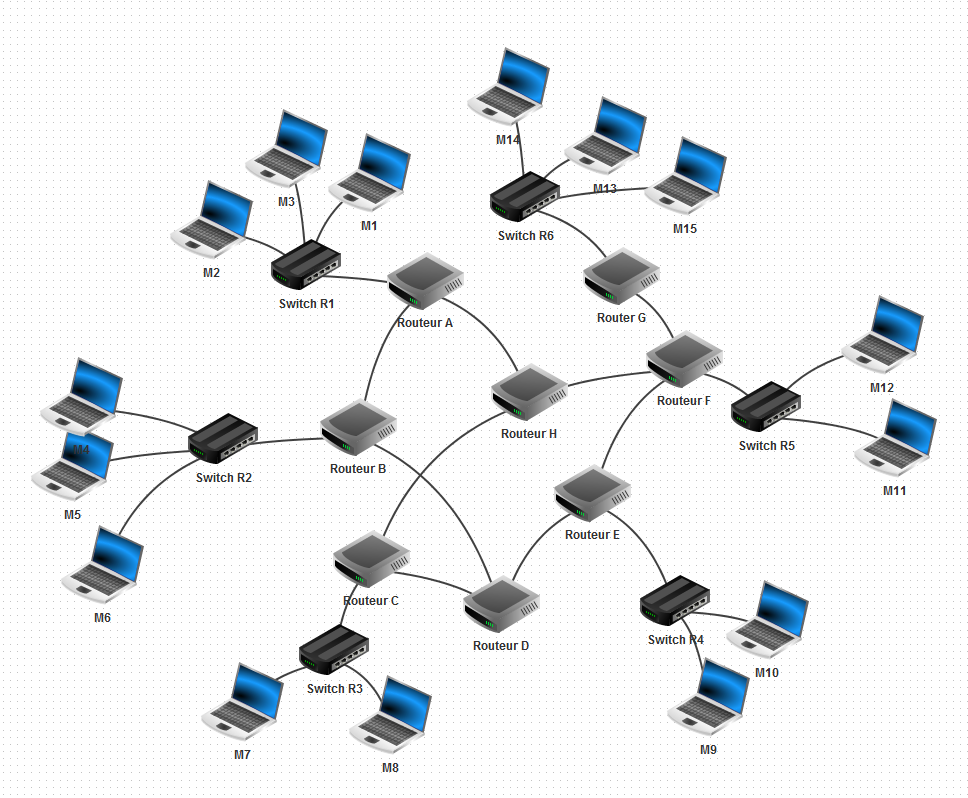 M14
M13
M3
M1
M15
Switch R6
M2
Switch R1
Routeur A
Router G
M12
Routeur F
Routeur H
Switch R5
M4
Routeur B
Switch R2
M11
M5
Routeur E
Routeur C
M6
Switch R4
Routeur D
M10
Switch R3
M7
M9
M8